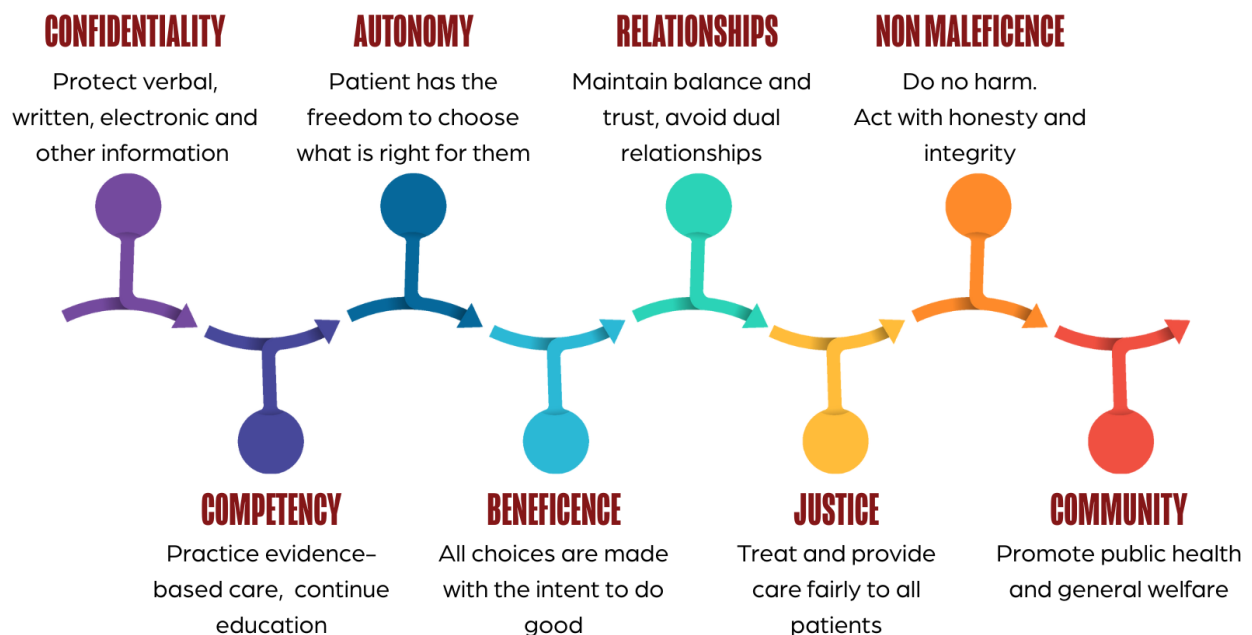 CONFIDENTIALITY
Protect verbal,
written, electronic and
other information
AUTONOMY
Patient has the
freedom to choose
what is right for them
RELATIONSHIPS
Maintain balance and
trust, avoid dual
relationships
NON MALEFICENCE
Do no harm.
Act with honesty and
integrity
COMPETENCY
Practice evidence-
based care, continue
education
BENEFICENCE
All choices are made
with the intent to do
good
JUSTICE
Treat and provide
care fairly to all
patients
COMMUNITY
Promote public health
and general welfare